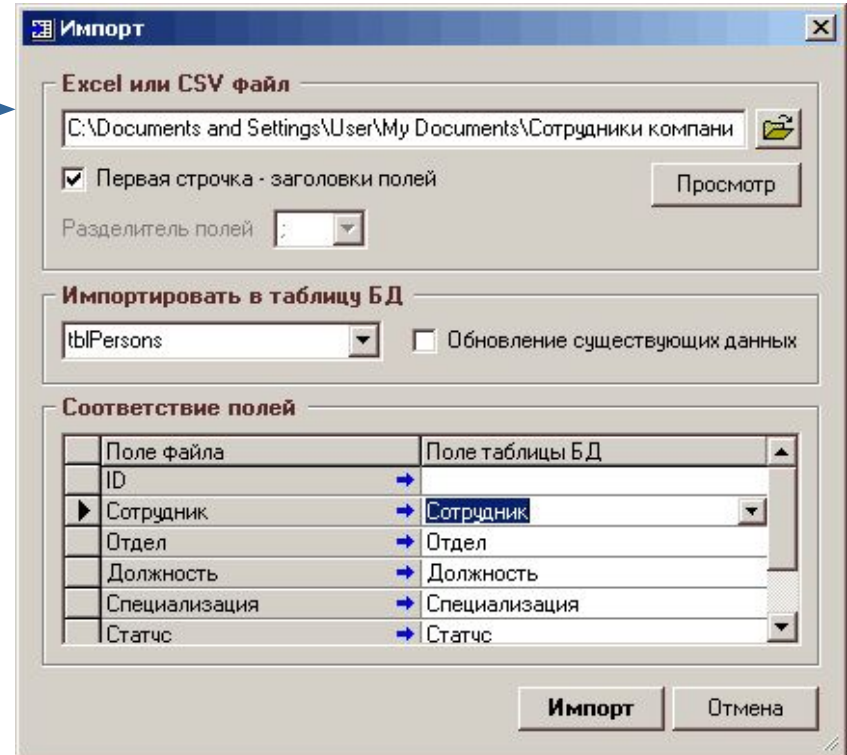 Импорт
Excel или CSV файл
C:\Documents and Settings\User\My Documents\Сотрудники компани
Первая строчка - заголовки полей
Просмотр
Разделитель полей ;
Импортировать в таблицу БД
tblPersons Обновление существующих данных
Соответствие полей
Поле файла Поле таблицы БД
ID
Сотрудник Сотрудник
Отдел Отдел
Должность Должность
Специализация Специализация
Статус Статус
Импорт Отмена